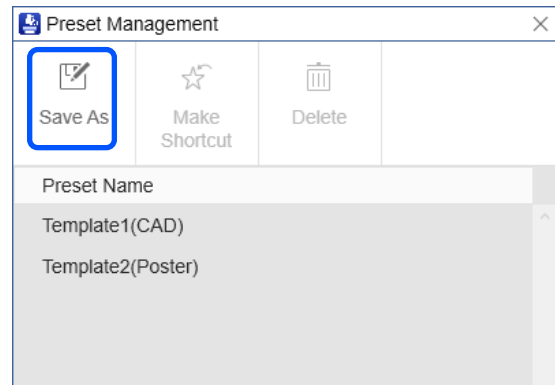 Preset Management
Save As
Make
Shortcut
Delete
Preset Name
Template1(CAD)
Template2(Poster)